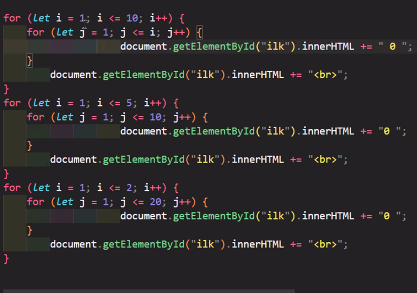 for (let i = 1; i <= 10; i++) {
    for (let j = 1; j <= i; j++) {
        document.getElementById("ilk").innerHTML += " 0 ";
    }
    document.getElementById("ilk").innerHTML += "<br>";
}
for (let i = 1; i <= 5; i++) {
    for (let j = 1; j <= 10; j++) {
        document.getElementById("ilk").innerHTML += "0 ";
    }
    document.getElementById("ilk").innerHTML += "<br>";
}
for (let i = 1; i <= 2; i++) {
    for (let j = 1; j <= 20; j++) {
        document.getElementById("ilk").innerHTML += "0 ";
    }
    document.getElementById("ilk").innerHTML += "<br>";
}